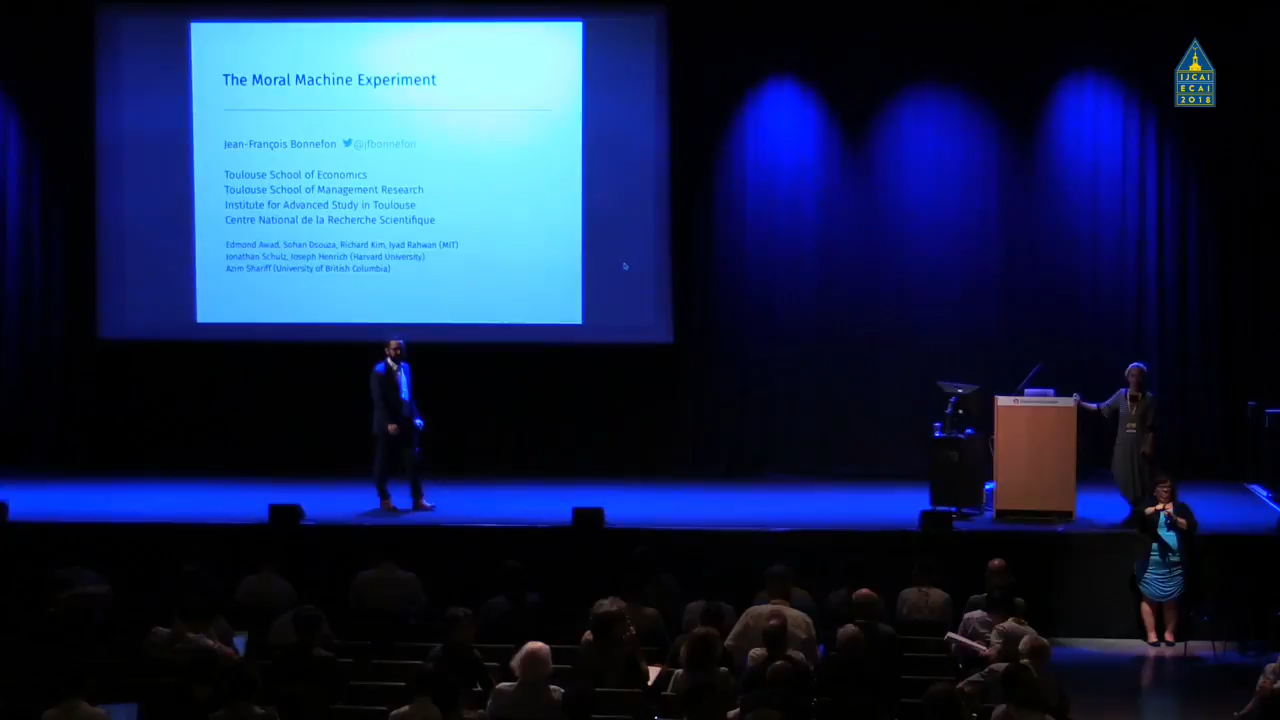 The Moral Machine Experiment
Jean-François Bonnefon @jfbonnefon
Toulouse School of Economics
Toulouse School of Management Research
Institute for Advanced Study in Toulouse
Centre National de la Recherche Scientifique
Edmond Awad, Sohan Dsouza, Richard Kim, Iyad Rahwan (MIT)
Jonathan Schulz, Joseph Henrich (Harvard University)
Azim Shariff (University of British Columbia)
IJCAI
ECAI
2018